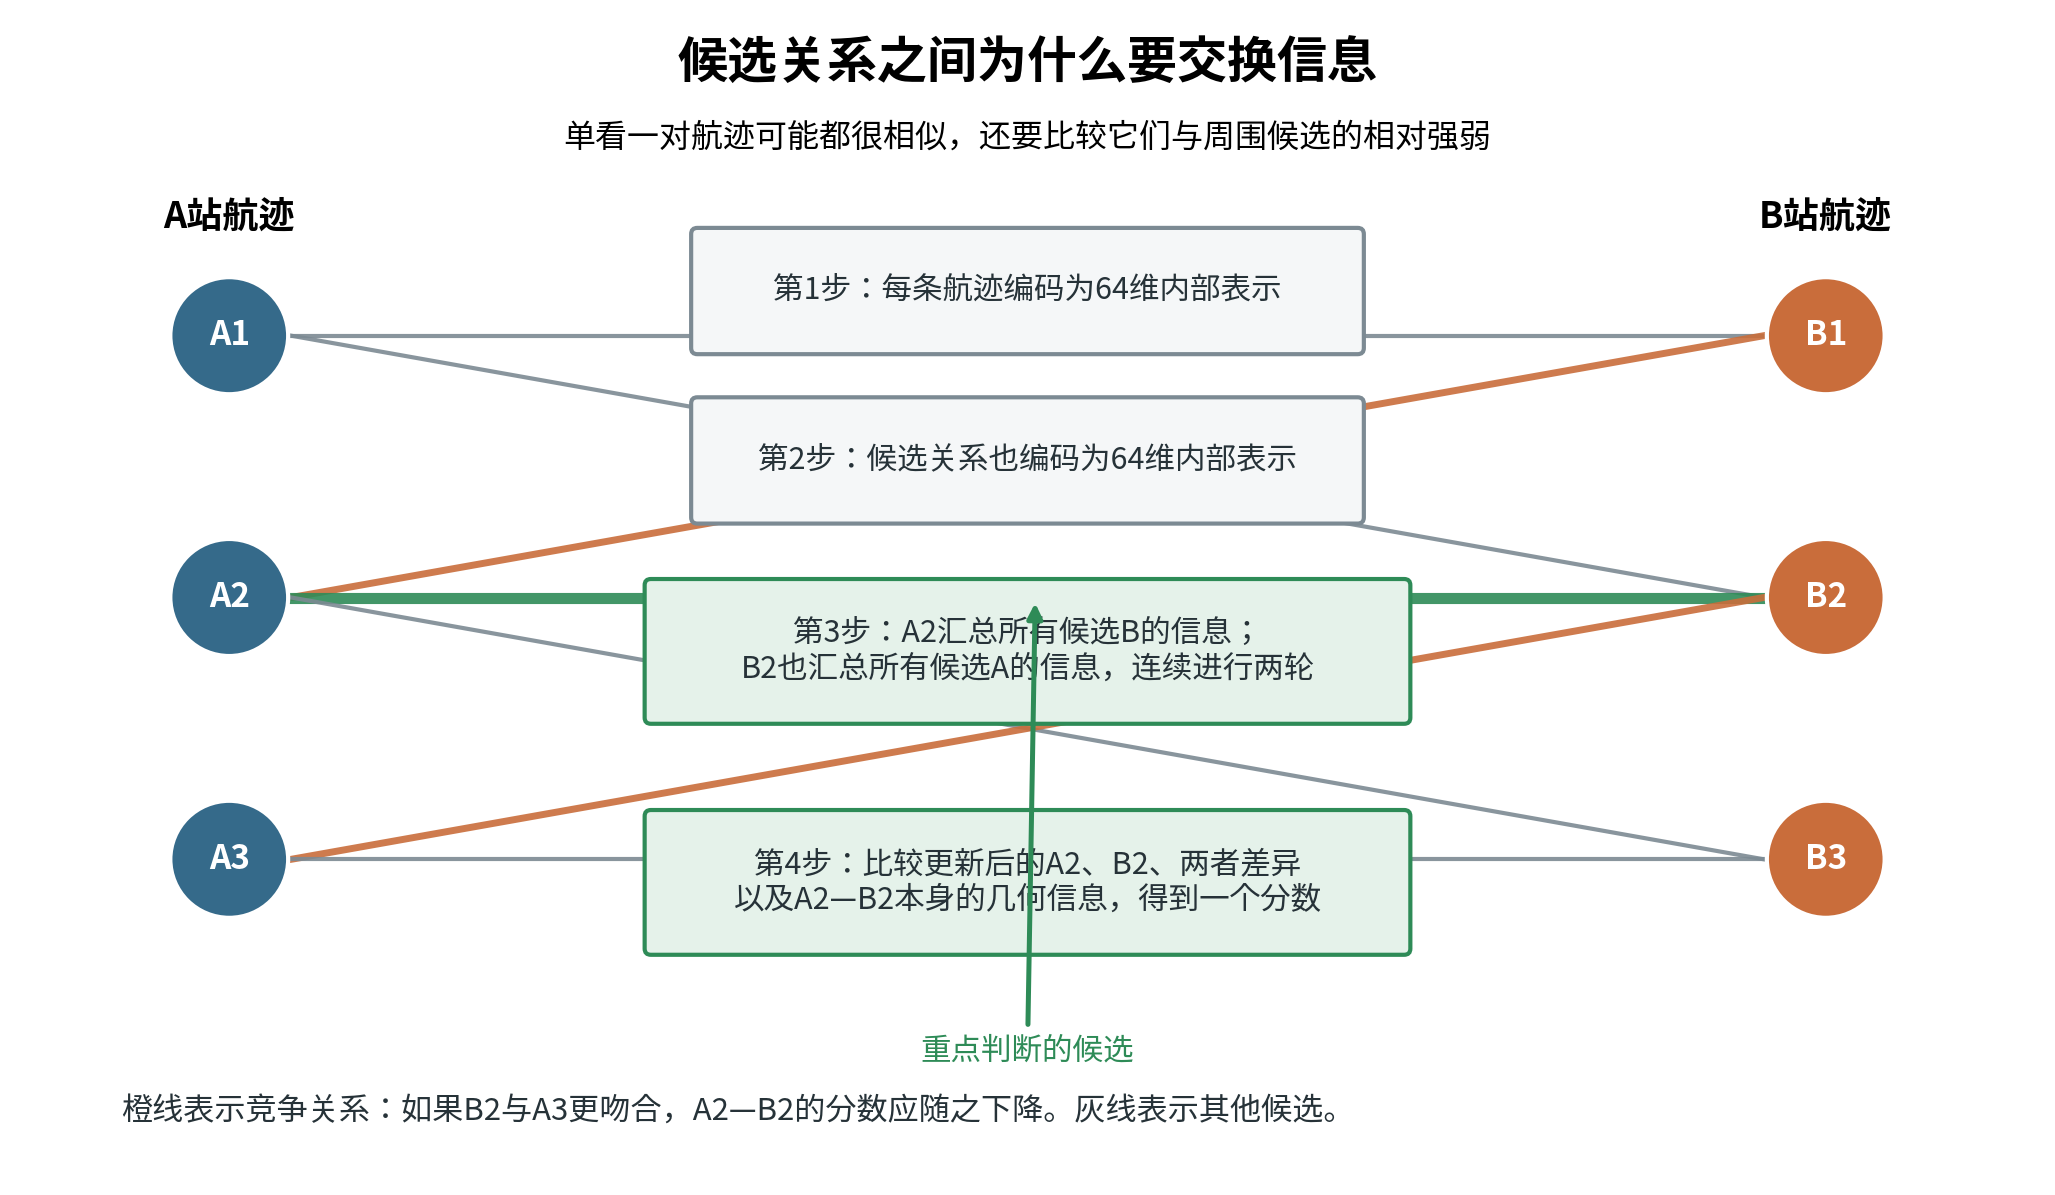 候选关系之间为什么要交换信息
单看一对航迹可能都很相似，还要比较它们与周围候选的相对强弱
A站航迹
B站航迹
第1步：每条航迹编码为64维内部表示
A1
B1
第2步：候选关系也编码为64维内部表示
A2
B2
第3步：A2汇总所有候选B的信息；
B2也汇总所有候选A的信息，连续进行两轮
A3
B3
第4步：比较更新后的A2、B2、两者差异
以及A2—B2本身的几何信息，得到一个分数
重点判断的候选
橙线表示竞争关系：如果B2与A3更吻合，A2—B2的分数应随之下降。灰线表示其他候选。